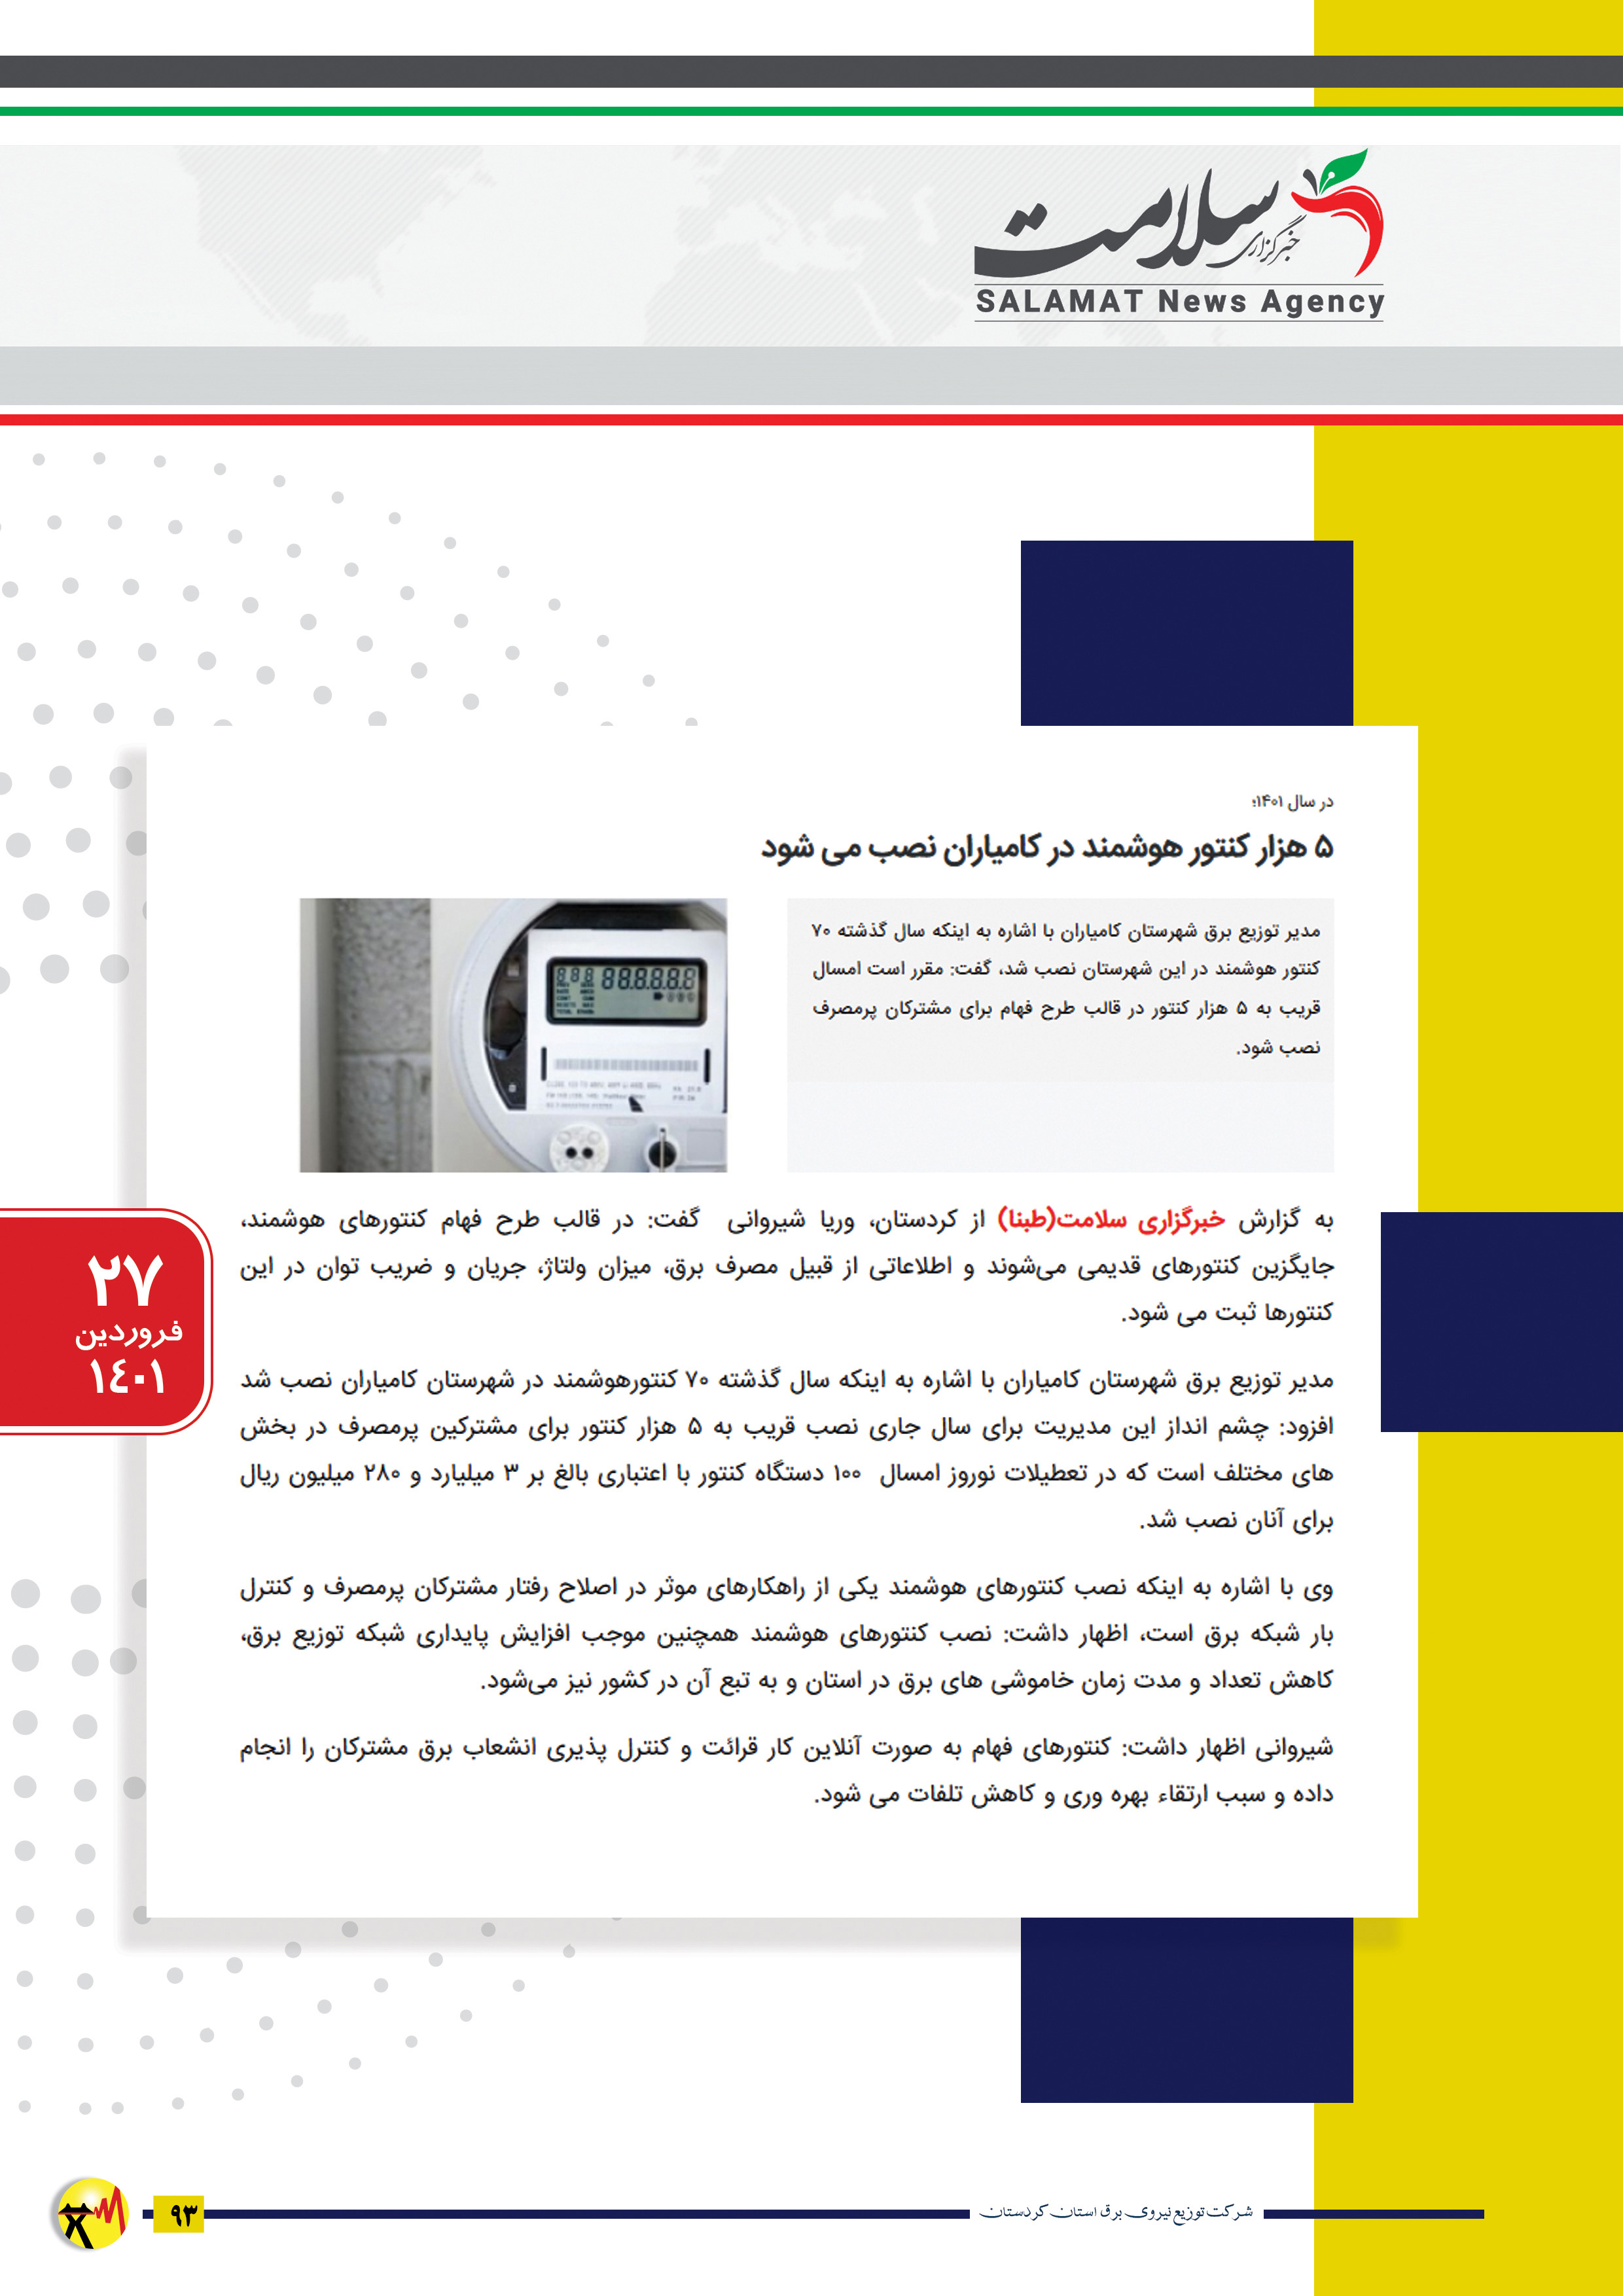 خبرگزاری سلامت
SALAMAT News Agency
در سال ۱۴۰۱؛
۵ هزار کنتور هوشمند در کامیاران نصب می شود
مدیر توزیع برق شهرستان کامیاران با اشاره به اینکه سال گذشته ۷۰
کنتور هوشمند در این شهرستان نصب شد، گفت: مقرر است امسال
قریب به ۵ هزار کنتور در قالب طرح فهام برای مشترکان پرمصرف
نصب شود.
به گزارش خبرگزاری سلامت(طبنا) از کردستان، وریا شیروانی گفت: در قالب طرح فهام کنتورهای هوشمند،
جایگزین کنتورهای قدیمی می‌شوند و اطلاعاتی از قبیل مصرف برق، میزان ولتاژ، جریان و ضریب توان در این
کنتورها ثبت می شود.
مدیر توزیع برق شهرستان کامیاران با اشاره به اینکه سال گذشته ۷۰ کنتورهوشمند در شهرستان کامیاران نصب شد
افزود: چشم انداز این مدیریت برای سال جاری نصب قریب به ۵ هزار کنتور برای مشترکین پرمصرف در بخش
های مختلف است که در تعطیلات نوروز امسال ۱۰۰ دستگاه کنتور با اعتباری بالغ بر ۳ میلیارد و ۲۸۰ میلیون ریال
برای آنان نصب شد.
وی با اشاره به اینکه نصب کنتورهای هوشمند یکی از راهکارهای موثر در اصلاح رفتار مشترکان پرمصرف و کنترل
بار شبکه برق است، اظهار داشت: نصب کنتورهای هوشمند همچنین موجب افزایش پایداری شبکه توزیع برق،
کاهش تعداد و مدت زمان خاموشی های برق در استان و به تبع آن در کشور نیز می‌شود.
شیروانی اظهار داشت: کنتورهای فهام به صورت آنلاین کار قرائت و کنترل پذیری انشعاب برق مشترکان را انجام
داده و سبب ارتقاء بهره وری و کاهش تلفات می شود.
۲۷
فروردین
۱٤۰۱
شرکت توزیع نیروی برق استان کردستان
۹۳